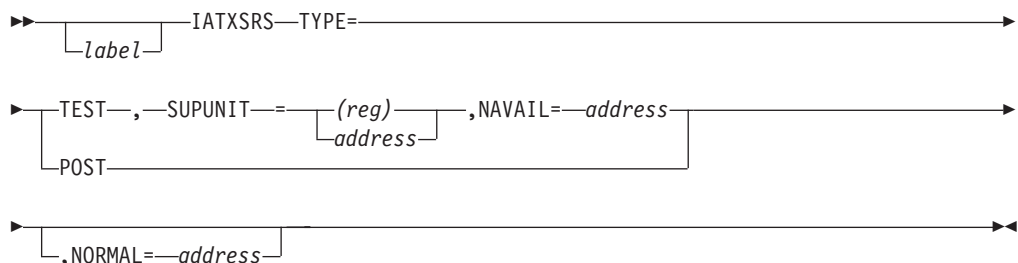 IATXSRS TYPE=
label
TEST , SUPUNIT = (reg) ,NAVAIL= address
address
POST
,NORMAL= address